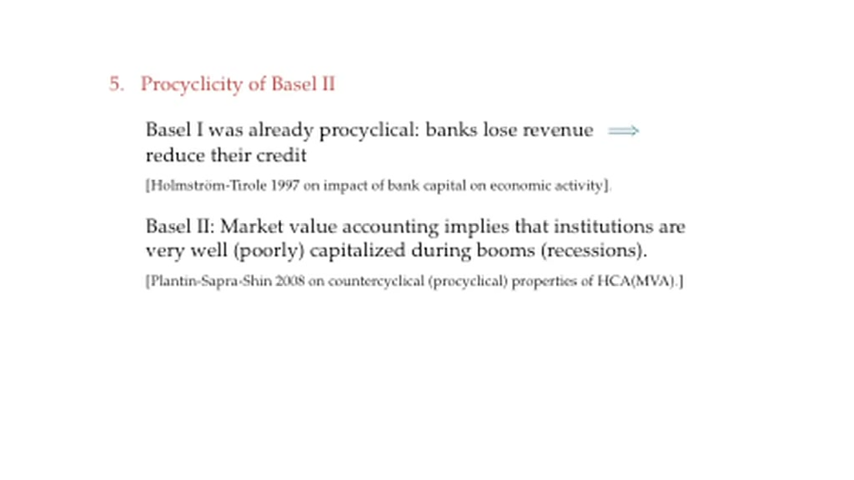 5. Procyclicity of Basel II
Basel I was already procyclical: banks lose revenue ⟹
reduce their credit
[Holmström-Tirole 1997 on impact of bank capital on economic activity].
Basel II: Market value accounting implies that institutions are
very well (poorly) capitalized during booms (recessions).
[Plantin-Sapra-Shin 2008 on countercyclical (procyclical) properties of HCA(MVA).]